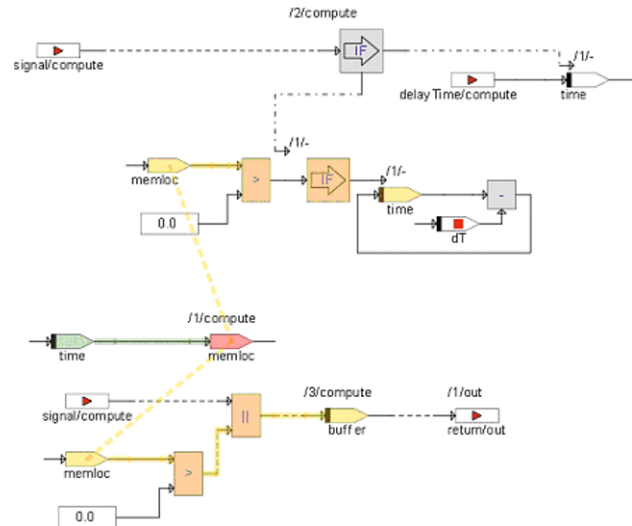 /2/compute
IF
signal/compute
/1/-
delayTime/compute
time
/1/-
memloc
>
IF
/1/-
0.0
time
-
dT
/1/compute
time
memloc
signal/compute
||
/3/compute
buffer
/1/out
return/out
memloc
>
0.0